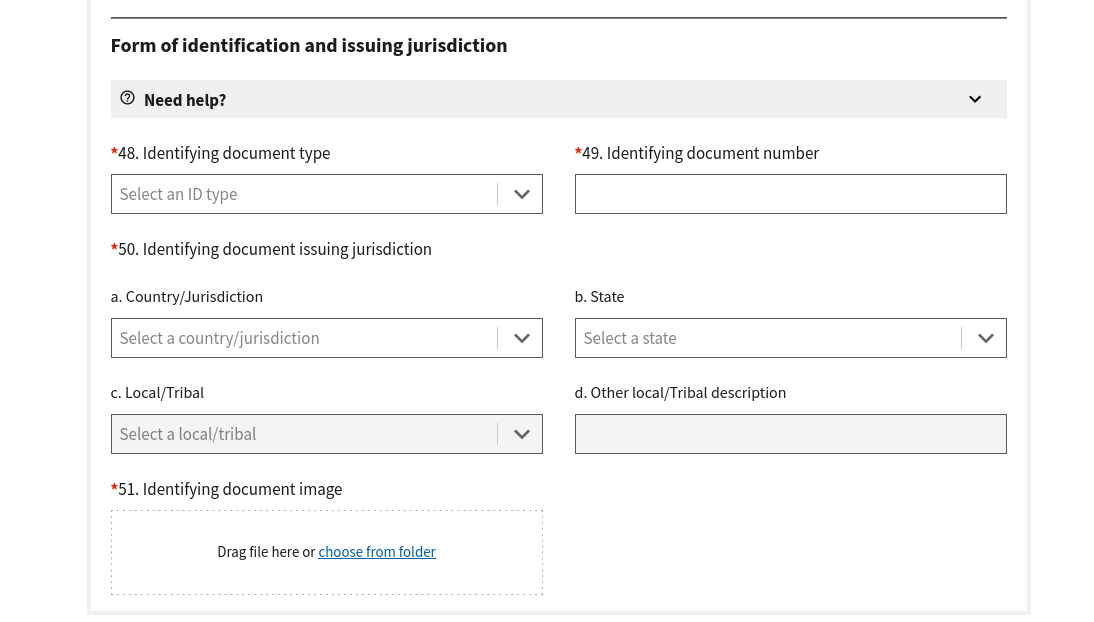 Form of identification and issuing jurisdiction
Need help?
*48. Identifying document type
*49. Identifying document number
Select an ID type
*50. Identifying document issuing jurisdiction
a. Country/Jurisdiction
b. State
Select a country/jurisdiction
Select a state
c. Local/Tribal
d. Other local/Tribal description
Select a local/tribal
*51. Identifying document image
Drag file here or choose from folder